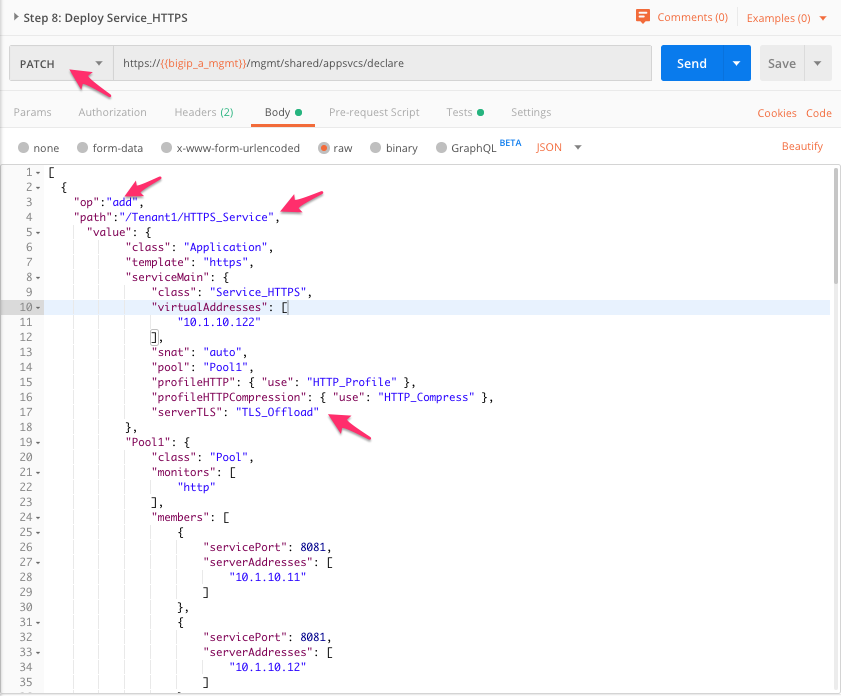 Step 8: Deploy Service_HTTPS
Comments (0)
Examples (0)
PATCH
https://{{bigip_a_mgmt}}/mgmt/shared/appsvcs/declare
Send
Save
Params
Authorization
Headers (2)
Body
Pre-request Script
Tests
Settings
Cookies
Code
none
form-data
x-www-form-urlencoded
raw
binary
GraphQL BETA
JSON
Beautify
1 [
2 {
3 "op":"add",
4 "path":"/Tenant1/HTTPS_Service",
5 "value": {
6 "class": "Application",
7 "template": "https",
8 "serviceMain": {
9 "class": "Service_HTTPS",
10 "virtualAddresses": [
11 "10.1.10.122"
12 ],
13 "snat": "auto",
14 "pool": "Pool1",
15 "profileHTTP": { "use": "HTTP_Profile" },
16 "profileHTTPCompression": { "use": "HTTP_Compress" },
17 "serverTLS": "TLS_Offload"
18 },
19 "Pool1": {
20 "class": "Pool",
21 "monitors": [
22 "http"
23 ],
24 "members": [
25 {
26 "servicePort": 8081,
27 "serverAddresses": [
28 "10.1.10.11"
29 ]
30 },
31 {
32 "servicePort": 8081,
33 "serverAddresses": [
34 "10.1.10.12"
35 ]